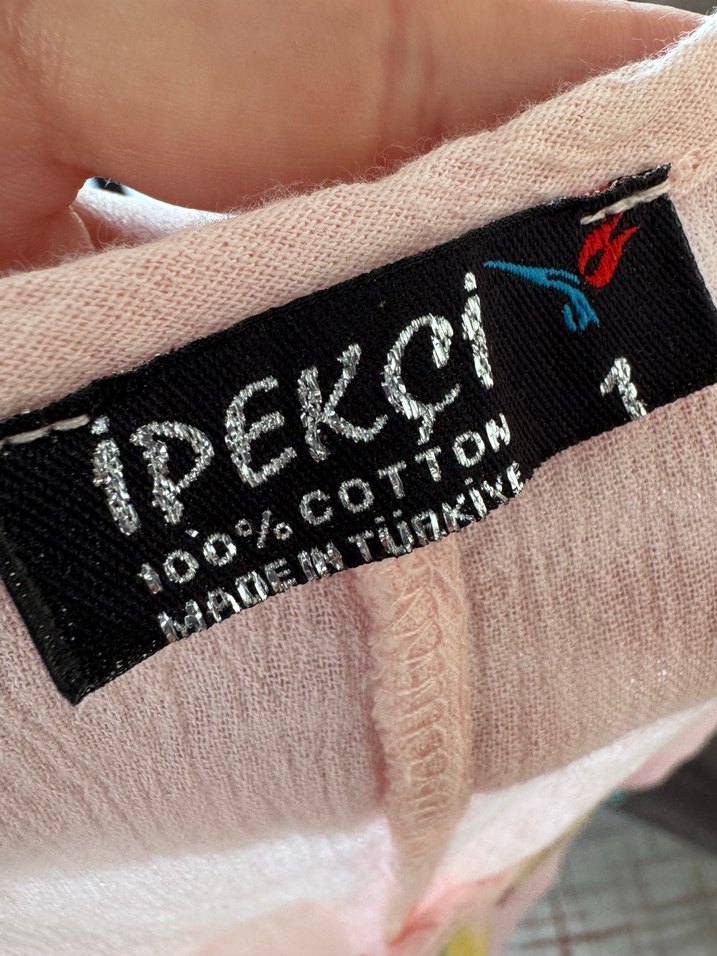 İPEKÇİ
1
100% COTTON
MADE IN TÜRKİYE